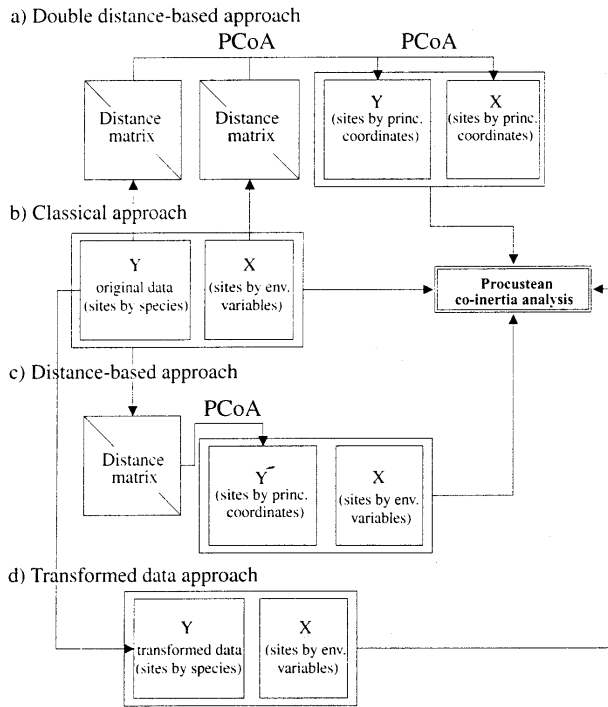 a) Double distance-based approach
PCoA
PCoA
Distance
matrix
Distance
matrix
Y
(sites by princ.
coordinates)
X
(sites by princ.
coordinates)
b) Classical approach
Y
original data
(sites by species)
X
(sites by env.
variables)
Procustean
co-inertia analysis
c) Distance-based approach
PCoA
Distance
matrix
Y
(sites by princ.
coordinates)
X
(sites by env.
variables)
d) Transformed data approach
Y
transformed data
(sites by species)
X
(sites by env.
variables)